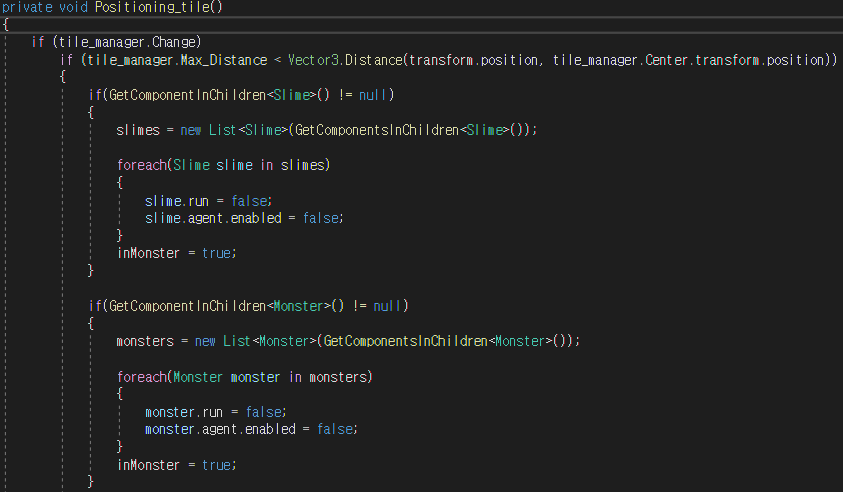 private void Positioning_tile()
{
if (tile_manager.Change)
if (tile_manager.Max_Distance < Vector3.Distance(transform.position, tile_manager.Center.transform.position))
{
if(GetComponentInChildren<Slime>() != null)
{
slimes = new List<Slime>(GetComponentsInChildren<Slime>());
foreach(Slime slime in slimes)
{
slime.run = false;
slime.agent.enabled = false;
}
inMonster = true;
}
if(GetComponentInChildren<Monster>() != null)
{
monsters = new List<Monster>(GetComponentsInChildren<Monster>());
foreach(Monster monster in monsters)
{
monster.run = false;
monster.agent.enabled = false;
}
inMonster = true;
}